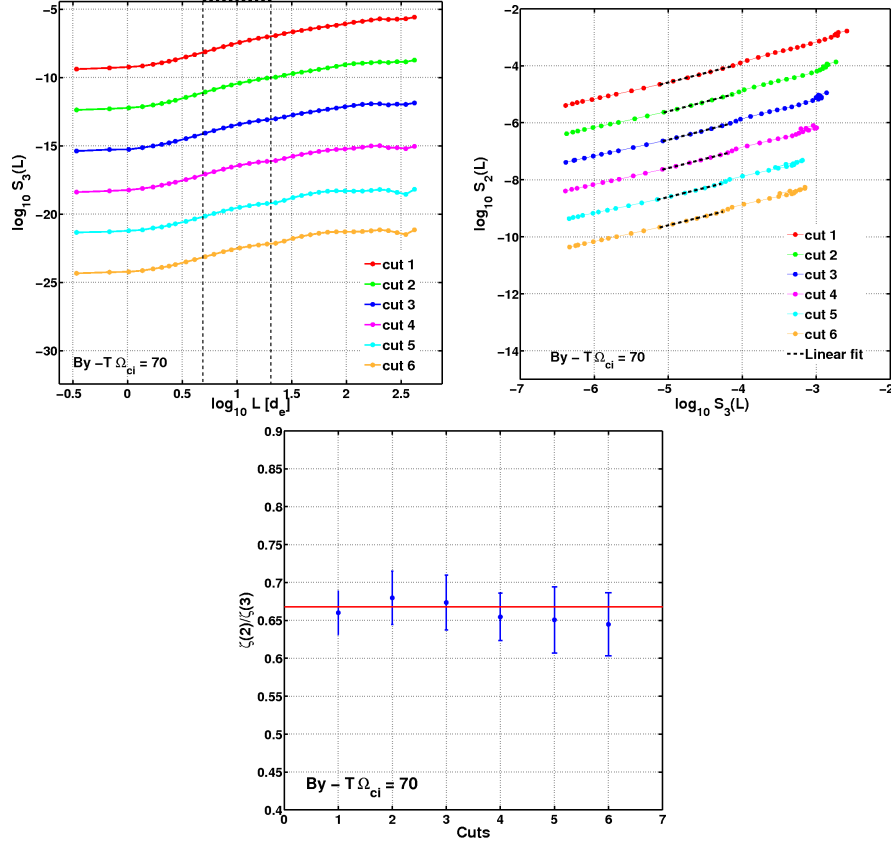 −5
−10
−15
−20
−25
−30
−0.5 0 0.5 1 1.5 2 2.5
log10 S3(L)
log10 L [de]
cut 1
cut 2
cut 3
cut 4
cut 5
cut 6
By −T Ωci = 70
−2
−4
−6
−8
−10
−12
−14
−7 −6 −5 −4 −3 −2
log10 S2(L)
log10 S3(L)
cut 1
cut 2
cut 3
cut 4
cut 5
cut 6
Linear fit
By −T Ωci = 70
0.9
0.85
0.8
0.75
0.7
0.65
0.6
0.55
0.5
0.45
0.4
0 1 2 3 4 5 6 7
ζ(2)/ζ(3)
Cuts
By − T Ωci = 70